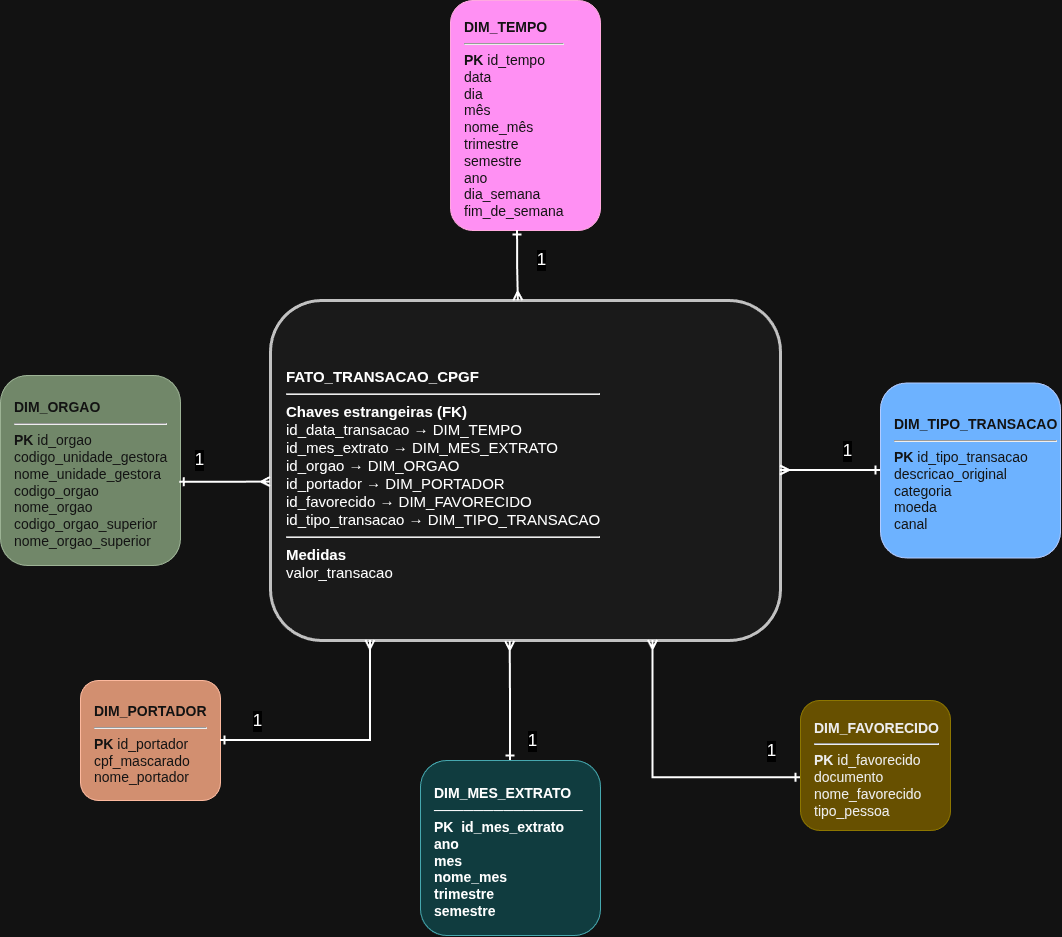 DIM_TEMPO
PK id_tempo
data
dia
mês
nome_mês
trimestre
semestre
ano
dia_semana
fim_de_semana
1
FATO_TRANSACAO_CPGF
Chaves estrangeiras (FK)
id_data_transacao → DIM_TEMPO
id_mes_extrato → DIM_MES_EXTRATO
id_orgao → DIM_ORGAO
id_portador → DIM_PORTADOR
id_favorecido → DIM_FAVORECIDO
id_tipo_transacao → DIM_TIPO_TRANSACAO
Medidas
valor_transacao
DIM_ORGAO
PK id_orgao
codigo_unidade_gestora
nome_unidade_gestora
codigo_orgao
nome_orgao
codigo_orgao_superior
nome_orgao_superior
1
DIM_TIPO_TRANSACAO
PK id_tipo_transacao
descricao_original
categoria
moeda
canal
1
DIM_PORTADOR
PK id_portador
cpf_mascarado
nome_portador
1
DIM_MES_EXTRATO
PK  id_mes_extrato
ano
mes
nome_mes
trimestre
semestre
1
DIM_FAVORECIDO
PK id_favorecido
documento
nome_favorecido
tipo_pessoa
1